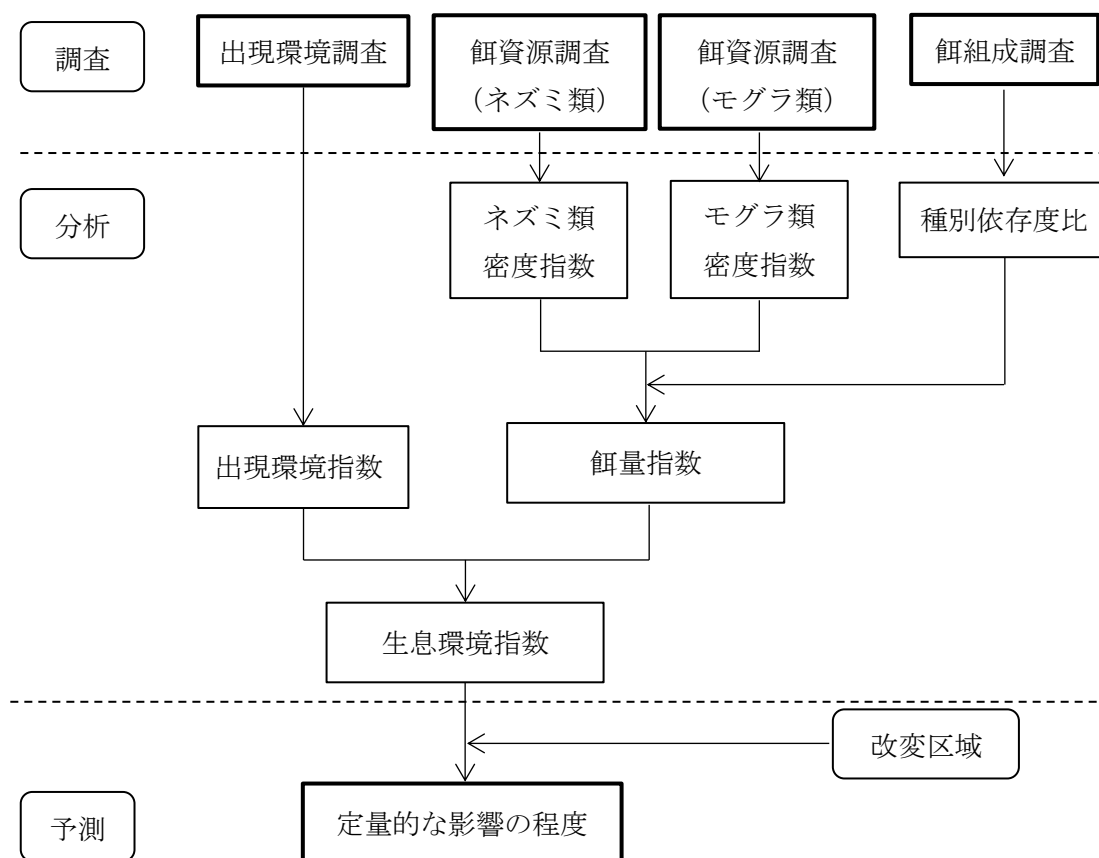 調査
出現環境調査
餌資源調査
（ネズミ類）
餌資源調査
（モグラ類）
餌組成調査
分析
ネズミ類
密度指数
モグラ類
密度指数
種別依存度比
出現環境指数
餌量指数
生息環境指数
改変区域
予測
定量的な影響の程度